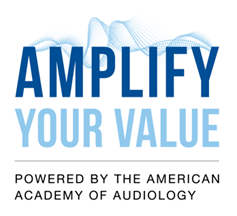 AMPLIFY
YOUR VALUE
POWERED BY THE AMERICAN
ACADEMY OF AUDIOLOGY